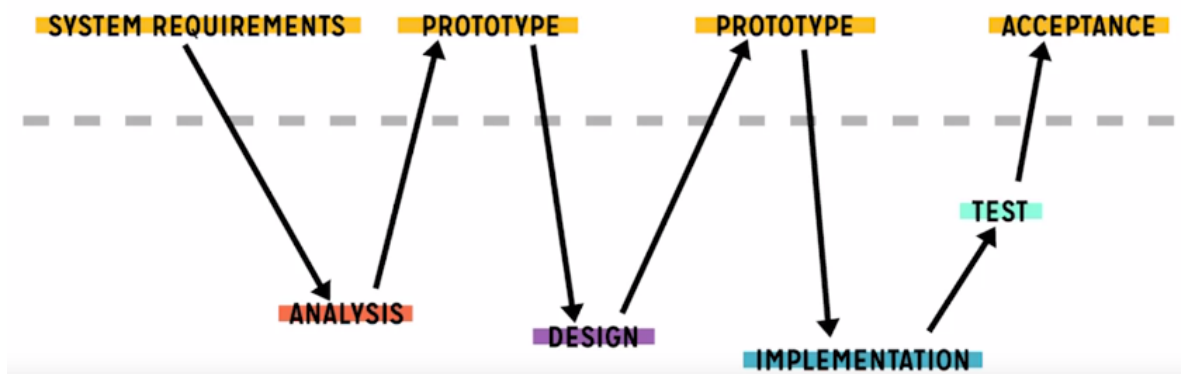 SYSTEM REQUIREMENTS
PROTOTYPE
PROTOTYPE
ACCEPTANCE
TEST
ANALYSIS
DESIGN
IMPLEMENTATION